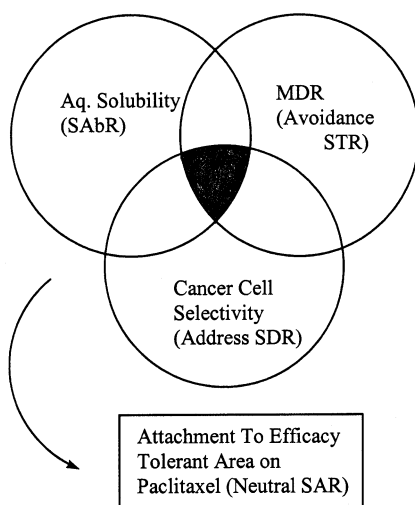 Aq. Solubility
(SAbR)
MDR
(Avoidance
STR)
Cancer Cell
Selectivity
(Address SDR)
Attachment To Efficacy
Tolerant Area on
Paclitaxel (Neutral SAR)